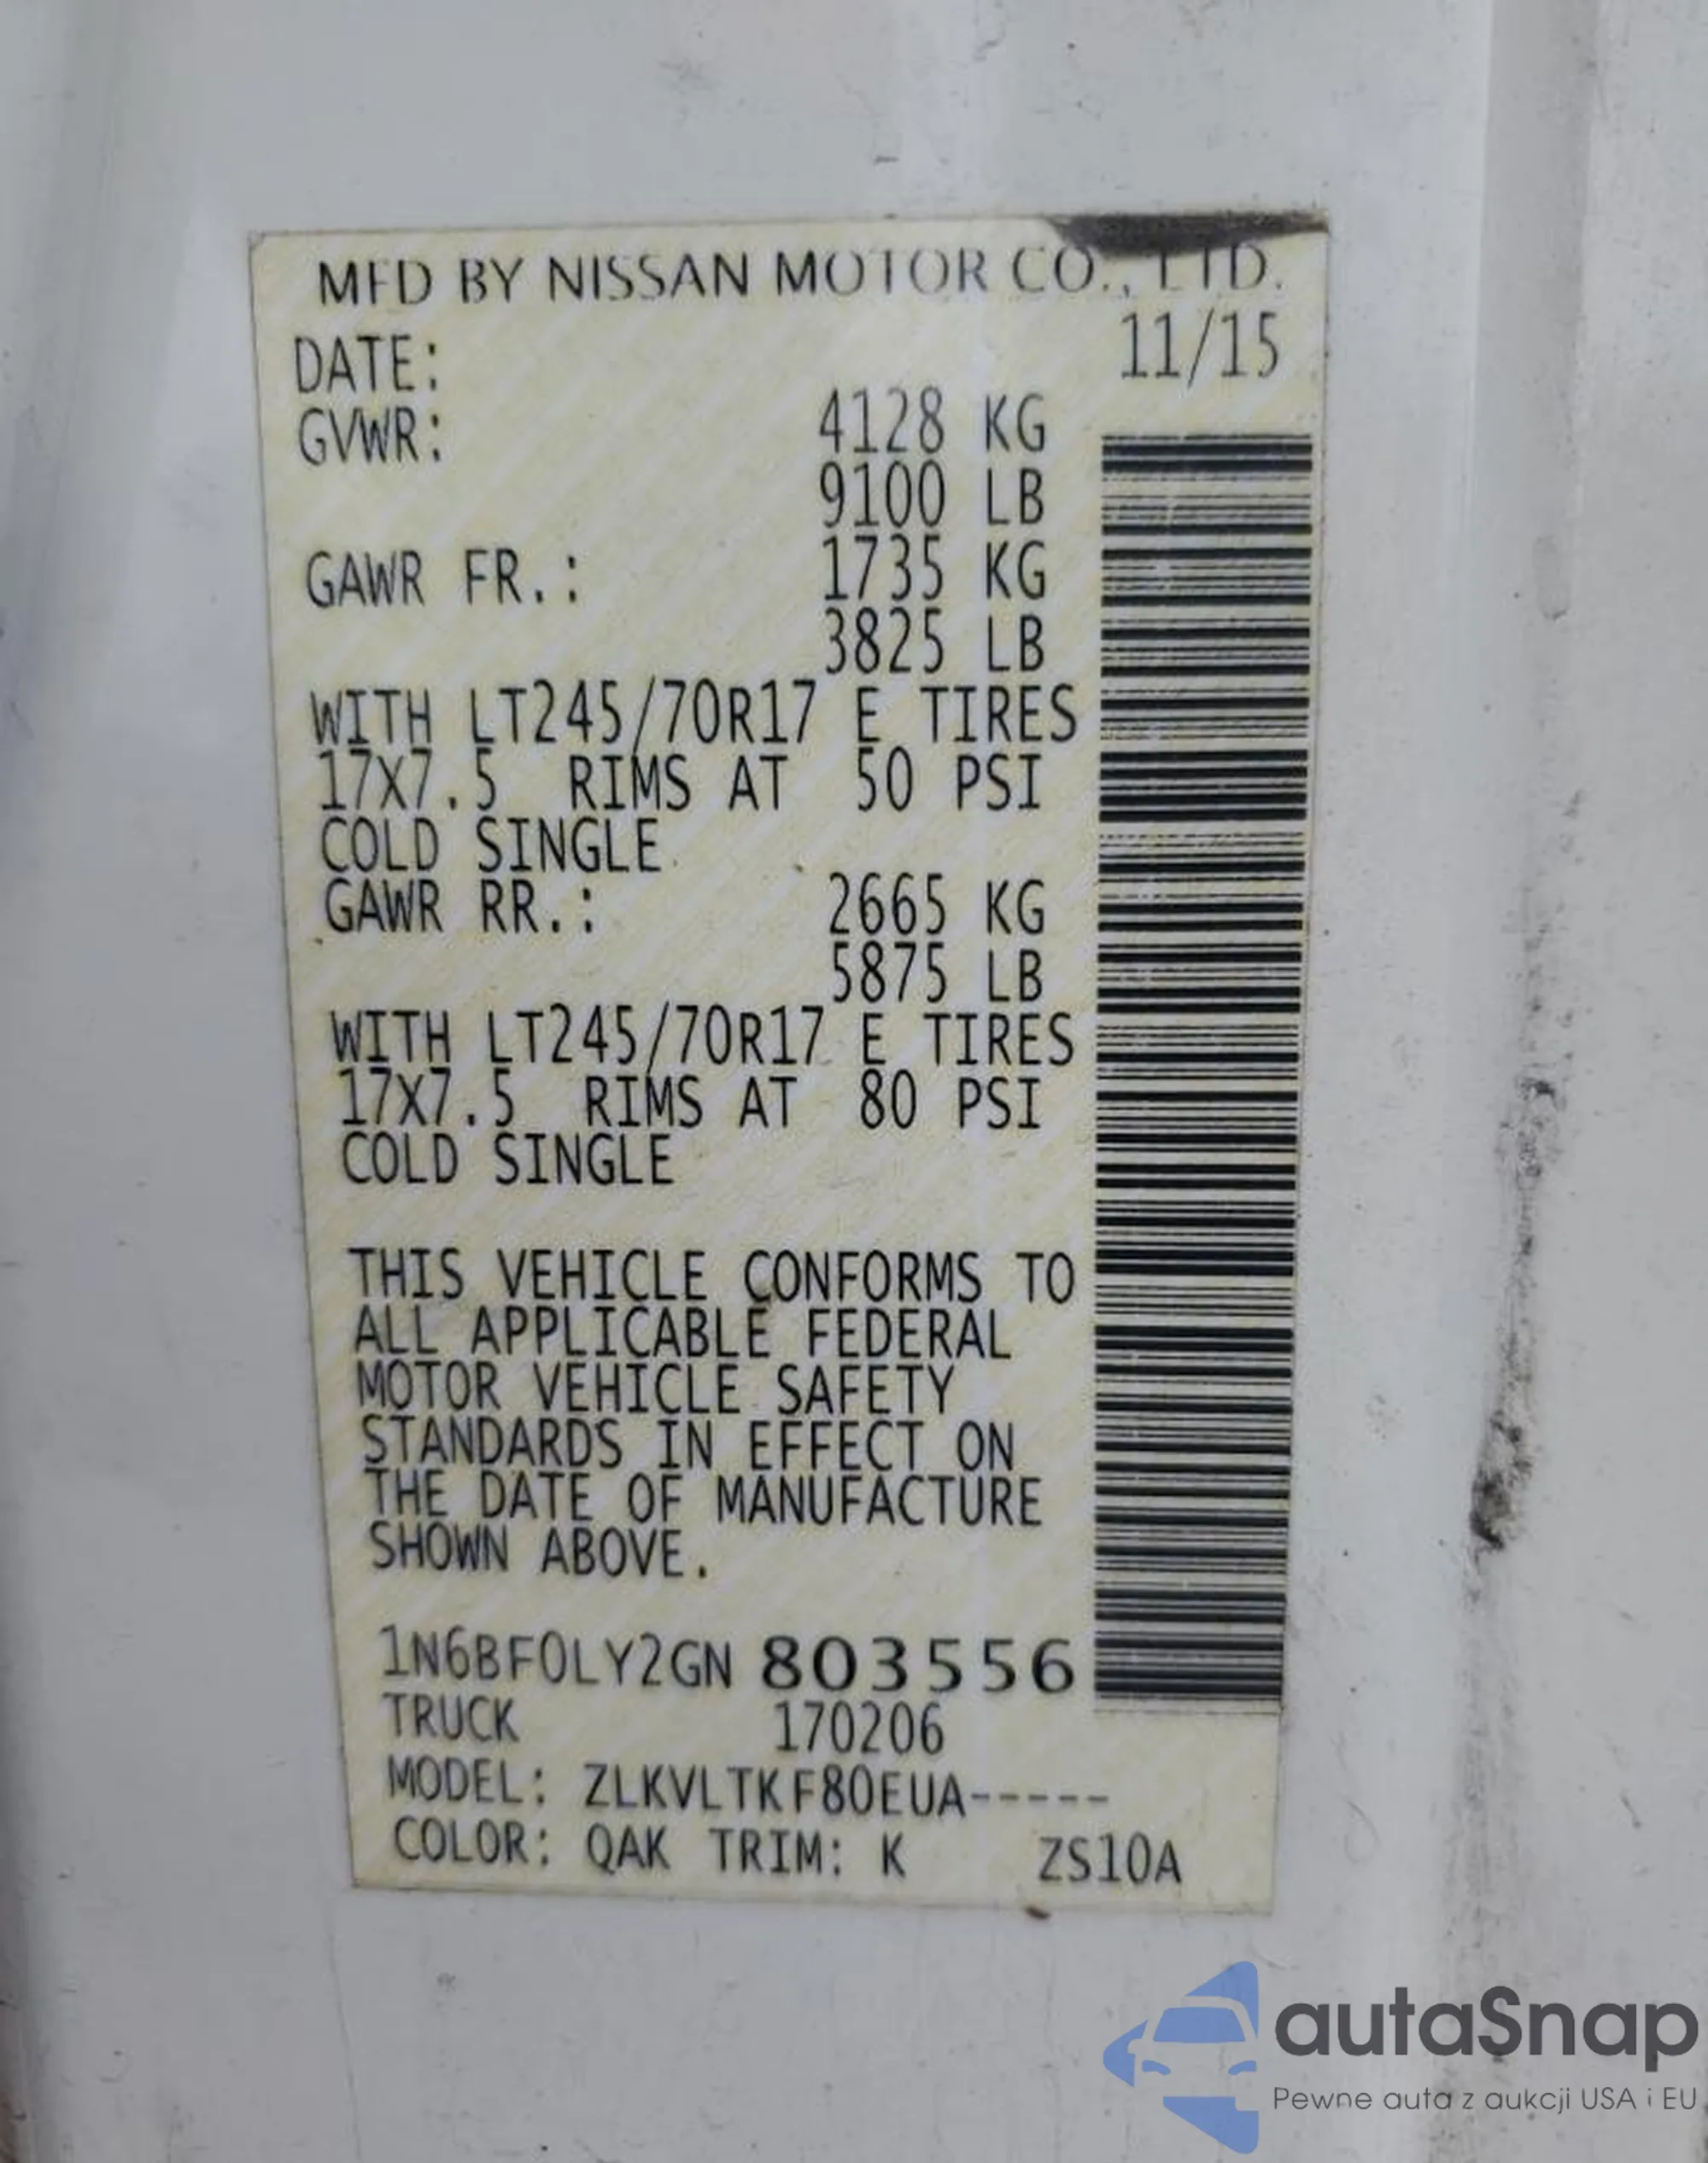 MFD BY NISSAN MOTOR CO., LTD.
DATE: 11/15
GVWR: 4128 KG
9100 LB
GAWR FR.: 1735 KG
3825 LB
WITH LT245/70R17 E TIRES
17X7.5 RIMS AT 50 PSI
COLD SINGLE
GAWR RR.: 2665 KG
5875 LB
WITH LT245/70R17 E TIRES
17X7.5 RIMS AT 80 PSI
COLD SINGLE
THIS VEHICLE CONFORMS TO
ALL APPLICABLE FEDERAL
MOTOR VEHICLE SAFETY
STANDARDS IN EFFECT ON
THE DATE OF MANUFACTURE
SHOWN ABOVE.
1N6BF0LY2GN 803556
TRUCK 170206
MODEL: ZLKVLTKF80EUA-----
COLOR: QAK TRIM: K ZS10A
autaSnap
Pewne auta z aukcji USA i EU